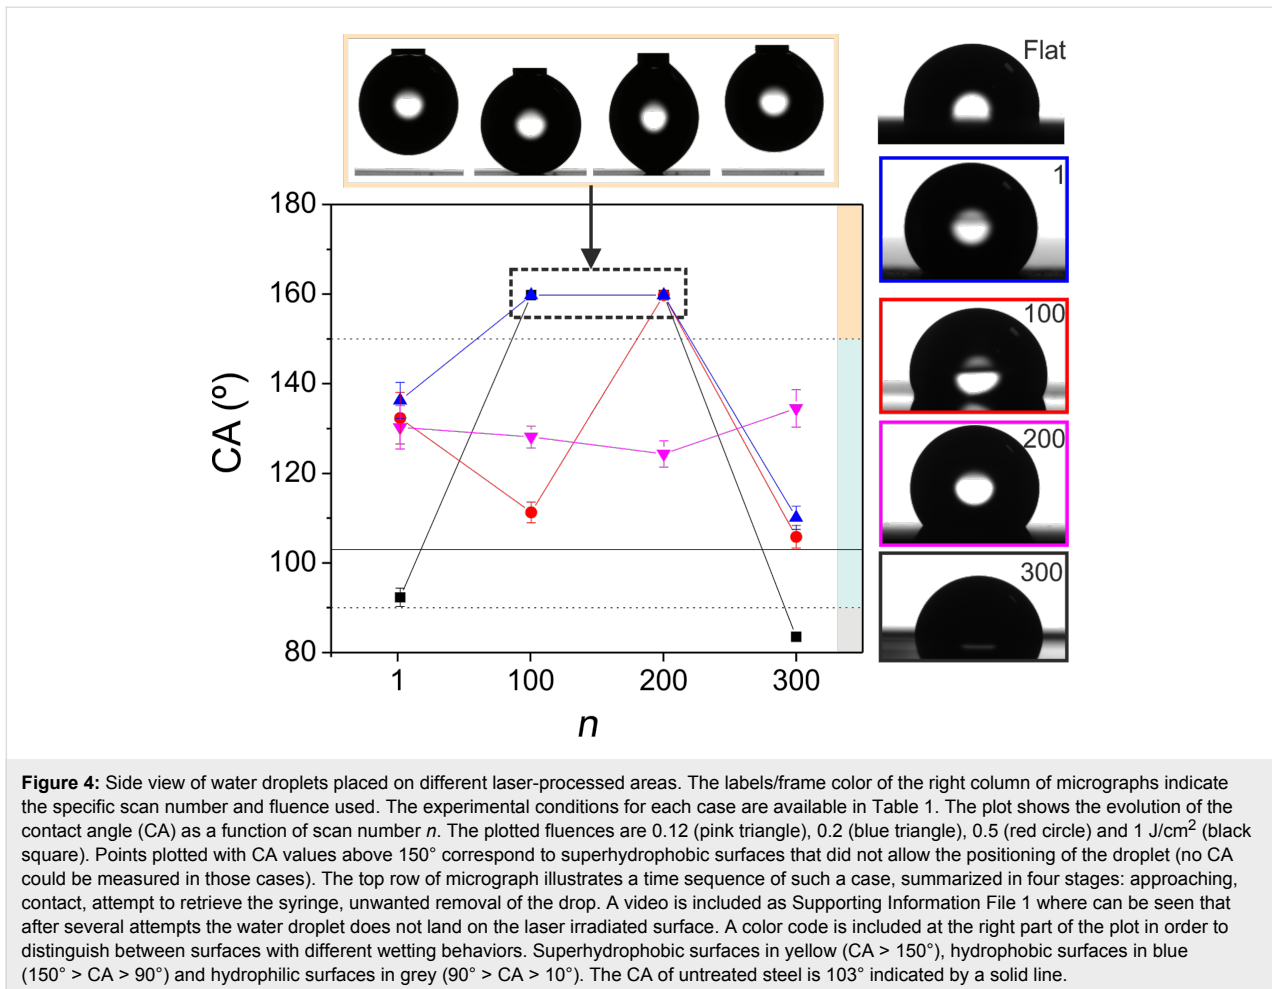 Flat
1
100
200
300
180
160
140
120
100
80
CA (º)
1
100
200
300
n
Figure 4: Side view of water droplets placed on different laser-processed areas. The labels/frame color of the right column of micrographs indicate
the specific scan number and fluence used. The experimental conditions for each case are available in Table 1. The plot shows the evolution of the
contact angle (CA) as a function of scan number n. The plotted fluences are 0.12 (pink triangle), 0.2 (blue triangle), 0.5 (red circle) and 1 J/cm² (black
square). Points plotted with CA values above 150° correspond to superhydrophobic surfaces that did not allow the positioning of the droplet (no CA
could be measured in those cases). The top row of micrograph illustrates a time sequence of such a case, summarized in four stages: approaching,
contact, attempt to retrieve the syringe, unwanted removal of the drop. A video is included as Supporting Information File 1 where can be seen that
after several attempts the water droplet does not land on the laser irradiated surface. A color code is included at the right part of the plot in order to
distinguish between surfaces with different wetting behaviors. Superhydrophobic surfaces in yellow (CA > 150°), hydrophobic surfaces in blue
(150° > CA > 90°) and hydrophilic surfaces in grey (90° > CA > 10°). The CA of untreated steel is 103° indicated by a solid line.